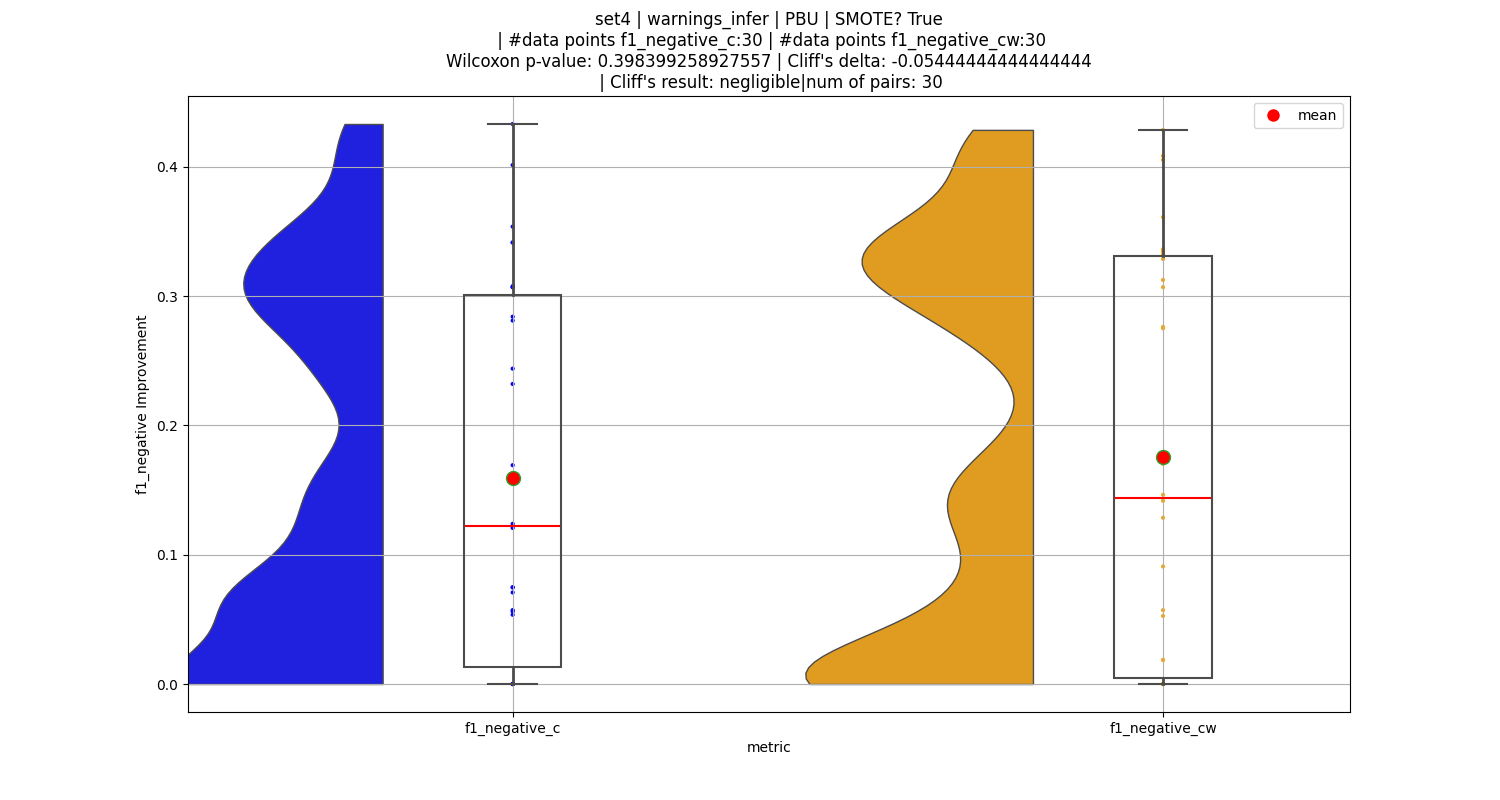 set4 | warnings_infer | PBU | SMOTE? True
| #data points f1_negative_c:30 | #data points f1_negative_cw:30
Wilcoxon p-value: 0.398399258927557 | Cliff's delta: -0.05444444444444444
| Cliff's result: negligible|num of pairs: 30
mean
0.4
0.3
0.2
0.1
0.0
f1_negative Improvement
f1_negative_c
f1_negative_cw
metric